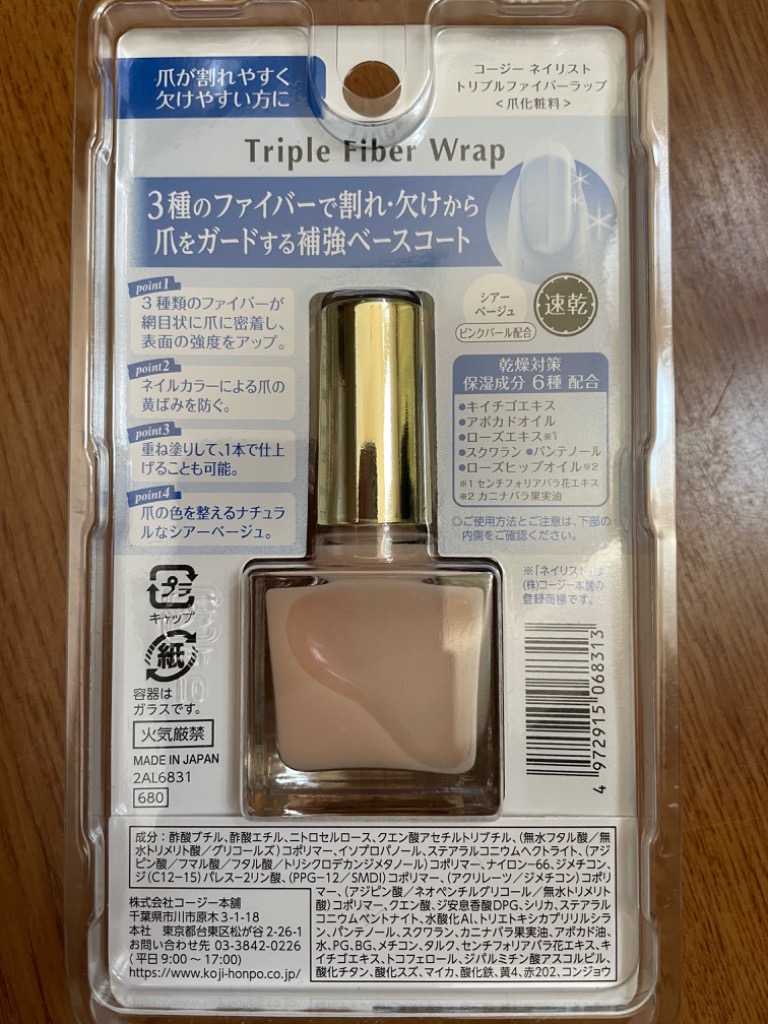 爪が割れやすく
欠けやすい方に
コージー ネイリスト
トリプルファイバーラップ
<爪化粧料>
Triple Fiber Wrap
3種のファイバーで割れ・欠けから
爪をガードする補強ベースコート
point1
3種類のファイバーが
網目状に爪に密着し、
表面の強度をアップ。
point2
ネイルカラーによる爪の
黄ばみを防ぐ。
point3
重ね塗りして、1本で仕上
げることも可能。
point4
爪の色を整えるナチュラ
ルなシアーベージュ。
シアー
ベージュ
ピンクパール配合
速乾
乾燥対策
保湿成分 6種 配合
●キイチゴエキス
●アボカドオイル
●ローズエキス※1
●スクワラン ●パンテノール
●ローズヒップオイル※2
※1 センチフォリアバラ花エキス
※2 カニナバラ果実油
◎ご使用方法とご注意は、下部の
内側をご確認ください。
※「ネイリスト」は
(株)コージー本舗の
登録商標です。
プラ
キャップ
紙
容器は
ガラスです。
火気厳禁
MADE IN JAPAN
2AL6831
680
4 972915 068313
成分:酢酸ブチル、酢酸エチル、ニトロセルロース、クエン酸アセチルトリブチル、(無水フタル酸/無
水トリメリト酸/グリコールズ)コポリマー、イソプロパノール、ステアラルコニウムヘクトライト、(アジ
ピン酸/フマル酸/フタル酸/トリシクロデカンジメタノール)コポリマー、ナイロン-66、ジメチコン、
ジ(C12-15)パレス-2リン酸、(PPG-12/SMDI)コポリマー、(アクリレーツ/ジメチコン)コポリ
マー、(アジピン酸/ネオペンチルグリコール/無水トリメリト
酸)コポリマー、クエン酸、ジ安息香酸DPG、シリカ、ステアラル
コニウムベントナイト、水酸化Al、トリエトキシカプリリルシラ
ン、パンテノール、スクワラン、カニナバラ果実油、アボカド油、
水、PG、BG、メチコン、タルク、センチフォリアバラ花エキス、キ
イチゴエキス、トコフェロール、ジパルミチン酸アスコルビル、
酸化チタン、酸化スズ、マイカ、酸化鉄、黄4、赤202、コンジョウ
株式会社コージー本舗
千葉県市川市原木3-1-18
本社 東京都台東区松が谷 2-26-1
お問い合わせ先 03-3842-0226
(平日9:00~17:00)
https://www.koji-honpo.co.jp/